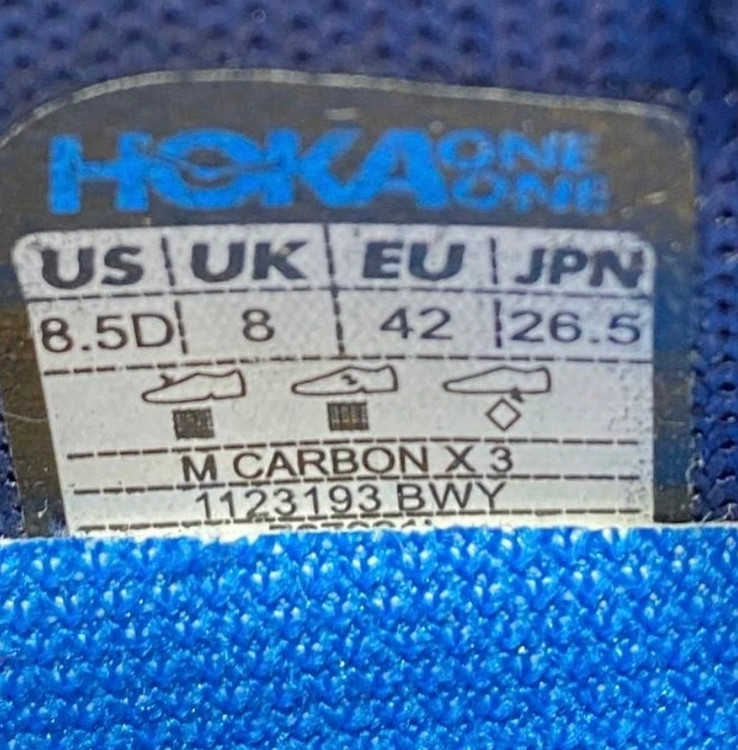 HOKA ONE ONE
US UK EU JPN
8.5D 8 42 26.5
M CARBON X 3
1123193 BWY